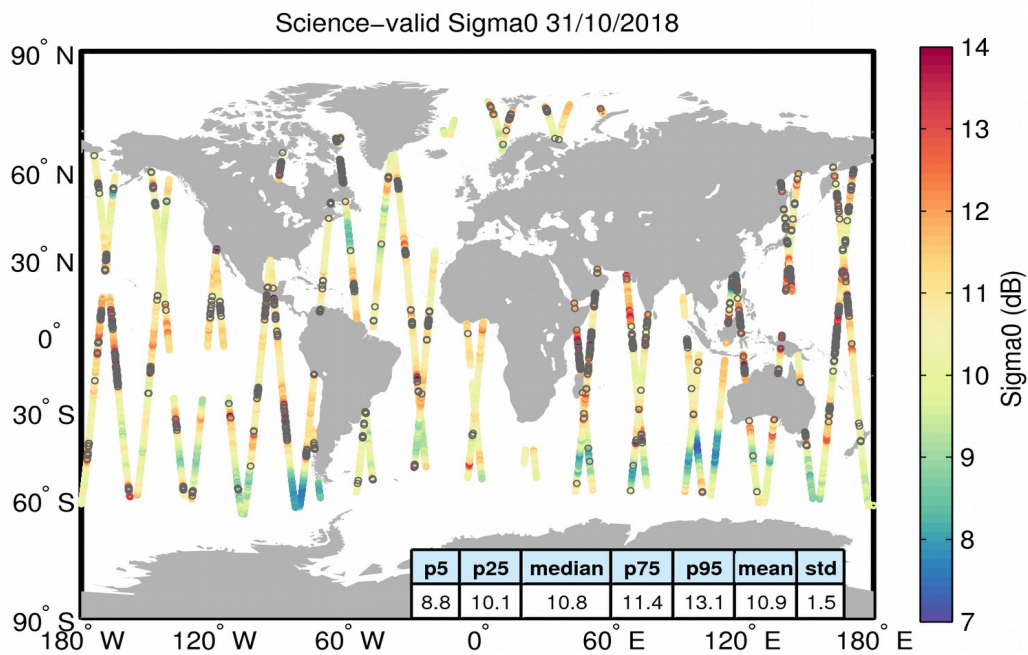 Science−valid Sigma0 31/10/2018
90° N
60° N
30° N
0°
30° S
60° S
90° S
180° W
120° W
60° W
0°
60° E
120° E
180° E
p5 p25 median p75 p95 mean std
8.8 10.1 10.8 11.4 13.1 10.9 1.5
14
13
12
11
10
9
8
7
Sigma0 (dB)